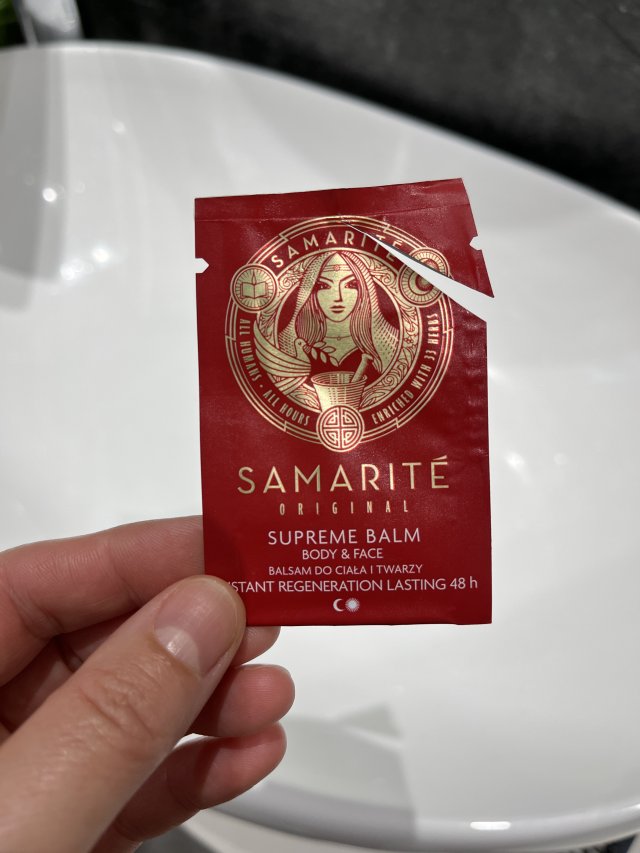 SAMARITÉ
ALL HUMANS · ALL HOURS
ENRICHED WITH 33 HERBS
SAMARITÉ
ORIGINAL
SUPREME BALM
BODY & FACE
BALSAM DO CIAŁA I TWARZY
REGENERATION LASTING 48 h